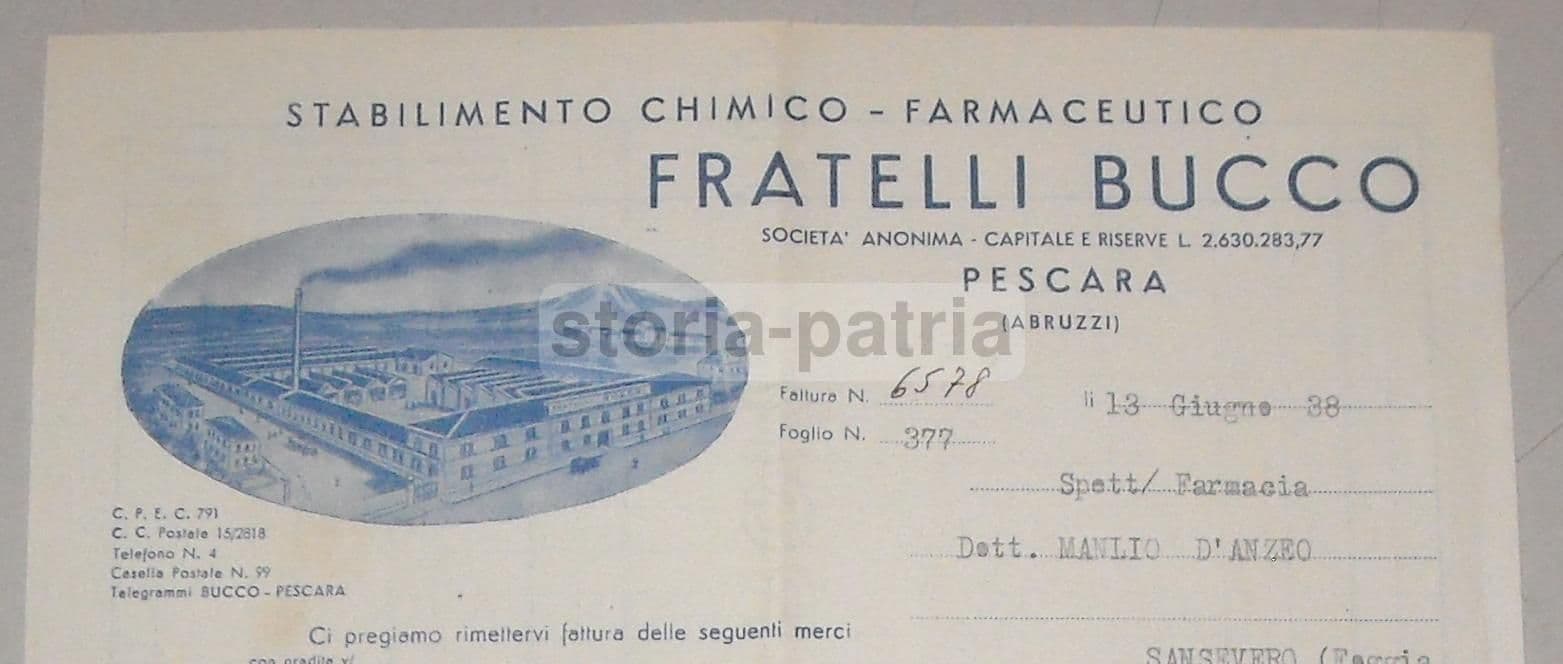 STABILIMENTO CHIMICO - FARMACEUTICO
FRATELLI BUCCO
SOCIETA' ANONIMA - CAPITALE E RISERVE L. 2.630.283,77
PESCARA
(ABRUZZI)
storia-patria
Fattura N. 6578
li 13 Giugno 38
Foglio N. 377
Spett/ Farmacia
Dott. MANLIO D'ANZEO
C. P. E. C. 791
C. C. Postale 15/2818
Telefono N. 4
Casella Postale N. 99
Telegrammi BUCCO - PESCARA
Ci pregiamo rimettervi fattura delle seguenti merci
SANSEVERO (Foggia